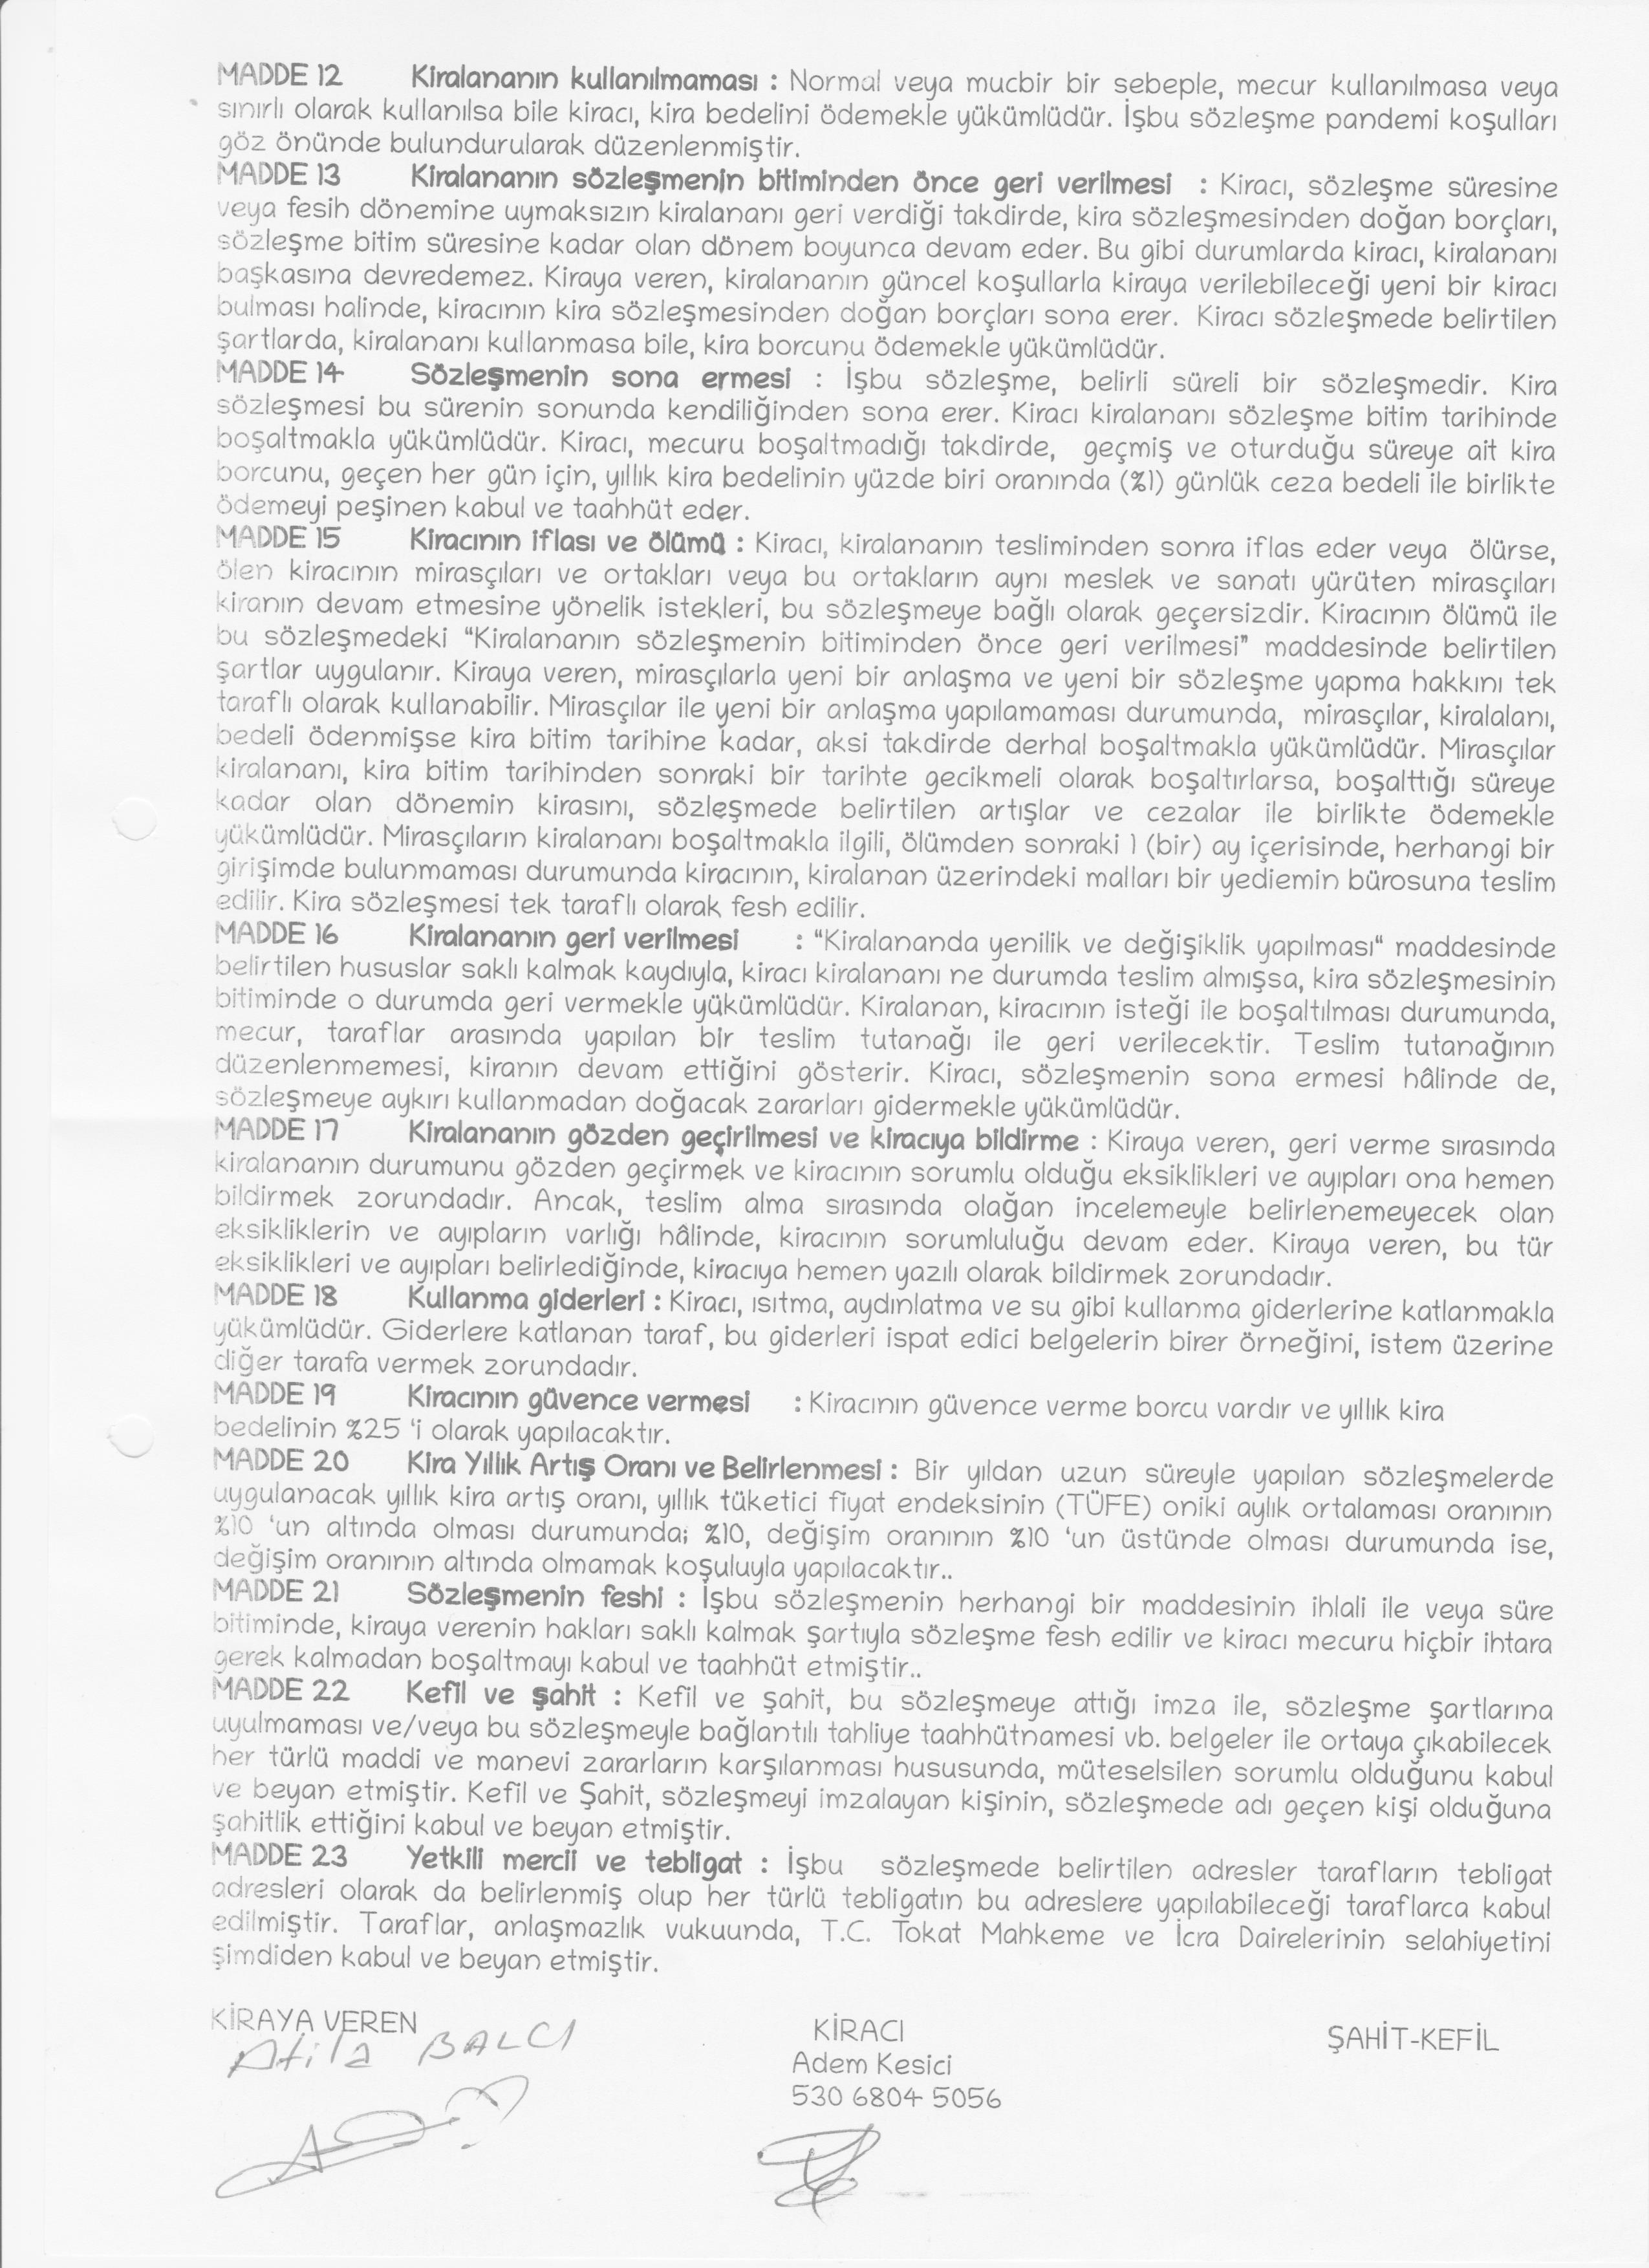 MADDE 12 Kiralananın kullanılmaması : Normal veya mucbir bir sebeple, mecur kullanılmasa veya
sınırlı olarak kullanılsa bile kiracı, kira bedelini ödemekle yükümlüdür. İşbu sözleşme pandemi koşulları
göz önünde bulundurularak düzenlenmiştir.
MADDE 13 Kiralananın sözleşmenin bitiminden önce geri verilmesi : Kiracı, sözleşme süresine
veya fesih dönemine uymaksızın kiralananı geri verdiği takdirde, kira sözleşmesinden doğan borçları,
sözleşme bitim süresine kadar olan dönem boyunca devam eder. Bu gibi durumlarda kiracı, kiralananı
başkasına devredemez. Kiraya veren, kiralananın güncel koşullarla kiraya verilebileceği yeni bir kiracı
bulması halinde, kiracının kira sözleşmesinden doğan borçları sona erer. Kiracı sözleşmede belirtilen
şartlarda, kiralananı kullanmasa bile, kira borcunu ödemekle yükümlüdür.
MADDE 14 Sözleşmenin sona ermesi : İşbu sözleşme, belirli süreli bir sözleşmedir. Kira
sözleşmesi bu sürenin sonunda kendiliğinden sona erer. Kiracı kiralananı sözleşme bitim tarihinde
boşaltmakla yükümlüdür. Kiracı, mecuru boşaltmadığı takdirde, geçmiş ve oturduğu süreye ait kira
borcunu, geçen her gün için, yıllık kira bedelinin yüzde biri oranında (%1) günlük ceza bedeli ile birlikte
ödemeyi peşinen kabul ve taahhüt eder.
MADDE 15 Kiracının iflası ve ölümü : Kiracı, kiralananın tesliminden sonra iflas eder veya ölürse,
ölen kiracının mirasçıları ve ortakları veya bu ortakların aynı meslek ve sanatı yürüten mirasçıları
kiranın devam etmesine yönelik istekleri, bu sözleşmeye bağlı olarak geçersizdir. Kiracının ölümü ile
bu sözleşmedeki “Kiralananın sözleşmenin bitiminden önce geri verilmesi” maddesinde belirtilen
şartlar uygulanır. Kiraya veren, mirasçılarla yeni bir anlaşma ve yeni bir sözleşme yapma hakkını tek
taraflı olarak kullanabilir. Mirasçılar ile yeni bir anlaşma yapılamaması durumunda, mirasçılar, kiralalanı,
bedeli ödenmişse kira bitim tarihine kadar, aksi takdirde derhal boşaltmakla yükümlüdür. Mirasçılar
kiralananı, kira bitim tarihinden sonraki bir tarihte gecikmeli olarak boşaltırlarsa, boşalttığı süreye
kadar olan dönemin kirasını, sözleşmede belirtilen artışlar ve cezalar ile birlikte ödemekle
yükümlüdür. Mirasçıların kiralananı boşaltmakla ilgili, ölümden sonraki 1 (bir) ay içerisinde, herhangi bir
girişimde bulunmaması durumunda kiracının, kiralanan üzerindeki malları bir yediemin bürosuna teslim
edilir. Kira sözleşmesi tek taraflı olarak fesh edilir.
MADDE 16 Kiralananın geri verilmesi : “Kiralananda yenilik ve değişiklik yapılması“ maddesinde
belirtilen hususlar saklı kalmak kaydıyla, kiracı kiralananı ne durumda teslim almışsa, kira sözleşmesinin
bitiminde o durumda geri vermekle yükümlüdür. Kiralanan, kiracının isteği ile boşaltılması durumunda,
mecur, taraflar arasında yapılan bir teslim tutanağı ile geri verilecektir. Teslim tutanağının
düzenlenmemesi, kiranın devam ettiğini gösterir. Kiracı, sözleşmenin sona ermesi hâlinde de,
sözleşmeye aykırı kullanmadan doğacak zararları gidermekle yükümlüdür.
MADDE 17 Kiralananın gözden geçirilmesi ve kiracıya bildirme : Kiraya veren, geri verme sırasında
kiralananın durumunu gözden geçirmek ve kiracının sorumlu olduğu eksiklikleri ve ayıpları ona hemen
bildirmek zorundadır. Ancak, teslim alma sırasında olağan incelemeyle belirlenemeyecek olan
eksikliklerin ve ayıpların varlığı hâlinde, kiracının sorumluluğu devam eder. Kiraya veren, bu tür
eksiklikleri ve ayıpları belirlediğinde, kiracıya hemen yazılı olarak bildirmek zorundadır.
MADDE 18 Kullanma giderleri : Kiracı, ısıtma, aydınlatma ve su gibi kullanma giderlerine katlanmakla
yükümlüdür. Giderlere katlanan taraf, bu giderleri ispat edici belgelerin birer örneğini, istem üzerine
diğer tarafa vermek zorundadır.
MADDE 19 Kiracının güvence vermesi : Kiracının güvence verme borcu vardır ve yıllık kira
bedelinin %25 ‘i olarak yapılacaktır.
MADDE 20 Kira Yıllık Artış Oranı ve Belirlenmesi : Bir yıldan uzun süreyle yapılan sözleşmelerde
uygulanacak yıllık kira artış oranı, yıllık tüketici fiyat endeksinin (TÜFE) oniki aylık ortalaması oranının
%10 ‘un altında olması durumunda; %10, değişim oranının %10 ‘un üstünde olması durumunda ise,
değişim oranının altında olmamak koşuluyla yapılacaktır..
MADDE 21 Sözleşmenin feshi : İşbu sözleşmenin herhangi bir maddesinin ihlali ile veya süre
bitiminde, kiraya verenin hakları saklı kalmak şartıyla sözleşme fesh edilir ve kiracı mecuru hiçbir ihtara
gerek kalmadan boşaltmayı kabul ve taahhüt etmiştir..
MADDE 22 Kefil ve şahit : Kefil ve şahit, bu sözleşmeye attığı imza ile, sözleşme şartlarına
uyulmaması ve/veya bu sözleşmeyle bağlantılı tahliye taahhütnamesi vb. belgeler ile ortaya çıkabilecek
her türlü maddi ve manevi zararların karşılanması hususunda, müteselsilen sorumlu olduğunu kabul
ve beyan etmiştir. Kefil ve Şahit, sözleşmeyi imzalayan kişinin, sözleşmede adı geçen kişi olduğuna
şahitlik ettiğini kabul ve beyan etmiştir.
MADDE 23 Yetkili mercii ve tebligat : İşbu sözleşmede belirtilen adresler tarafların tebligat
adresleri olarak da belirlenmiş olup her türlü tebligatın bu adreslere yapılabileceği taraflarca kabul
edilmiştir. Taraflar, anlaşmazlık vukuunda, T.C. Tokat Mahkeme ve İcra Dairelerinin selahiyetini
şimdiden kabul ve beyan etmiştir.
KİRAYA VEREN KİRACI ŞAHİT-KEFİL
Atila BALCI Adem Kesici
530 6804 5056